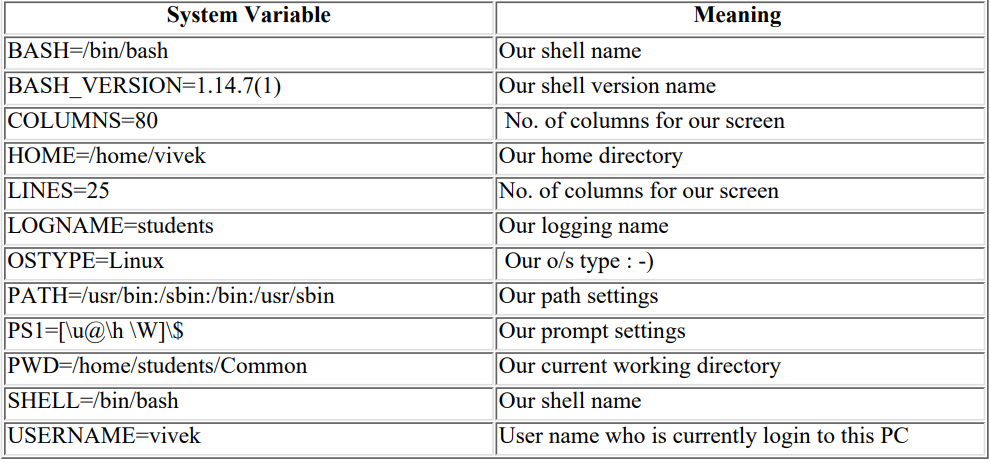 System Variable Meaning
BASH=/bin/bash Our shell name
BASH_VERSION=1.14.7(1) Our shell version name
COLUMNS=80 No. of columns for our screen
HOME=/home/vivek Our home directory
LINES=25 No. of columns for our screen
LOGNAME=students Our logging name
OSTYPE=Linux Our o/s type : -)
PATH=/usr/bin:/sbin:/bin:/usr/sbin Our path settings
PS1=[\u@\h \W]\$ Our prompt settings
PWD=/home/students/Common Our current working directory
SHELL=/bin/bash Our shell name
USERNAME=vivek User name who is currently login to this PC